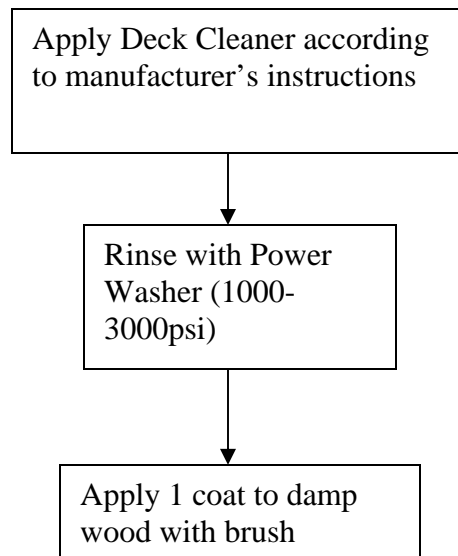 Apply Deck Cleaner according
to manufacturer’s instructions
Rinse with Power
Washer (1000-
3000psi)
Apply 1 coat to damp
wood with brush